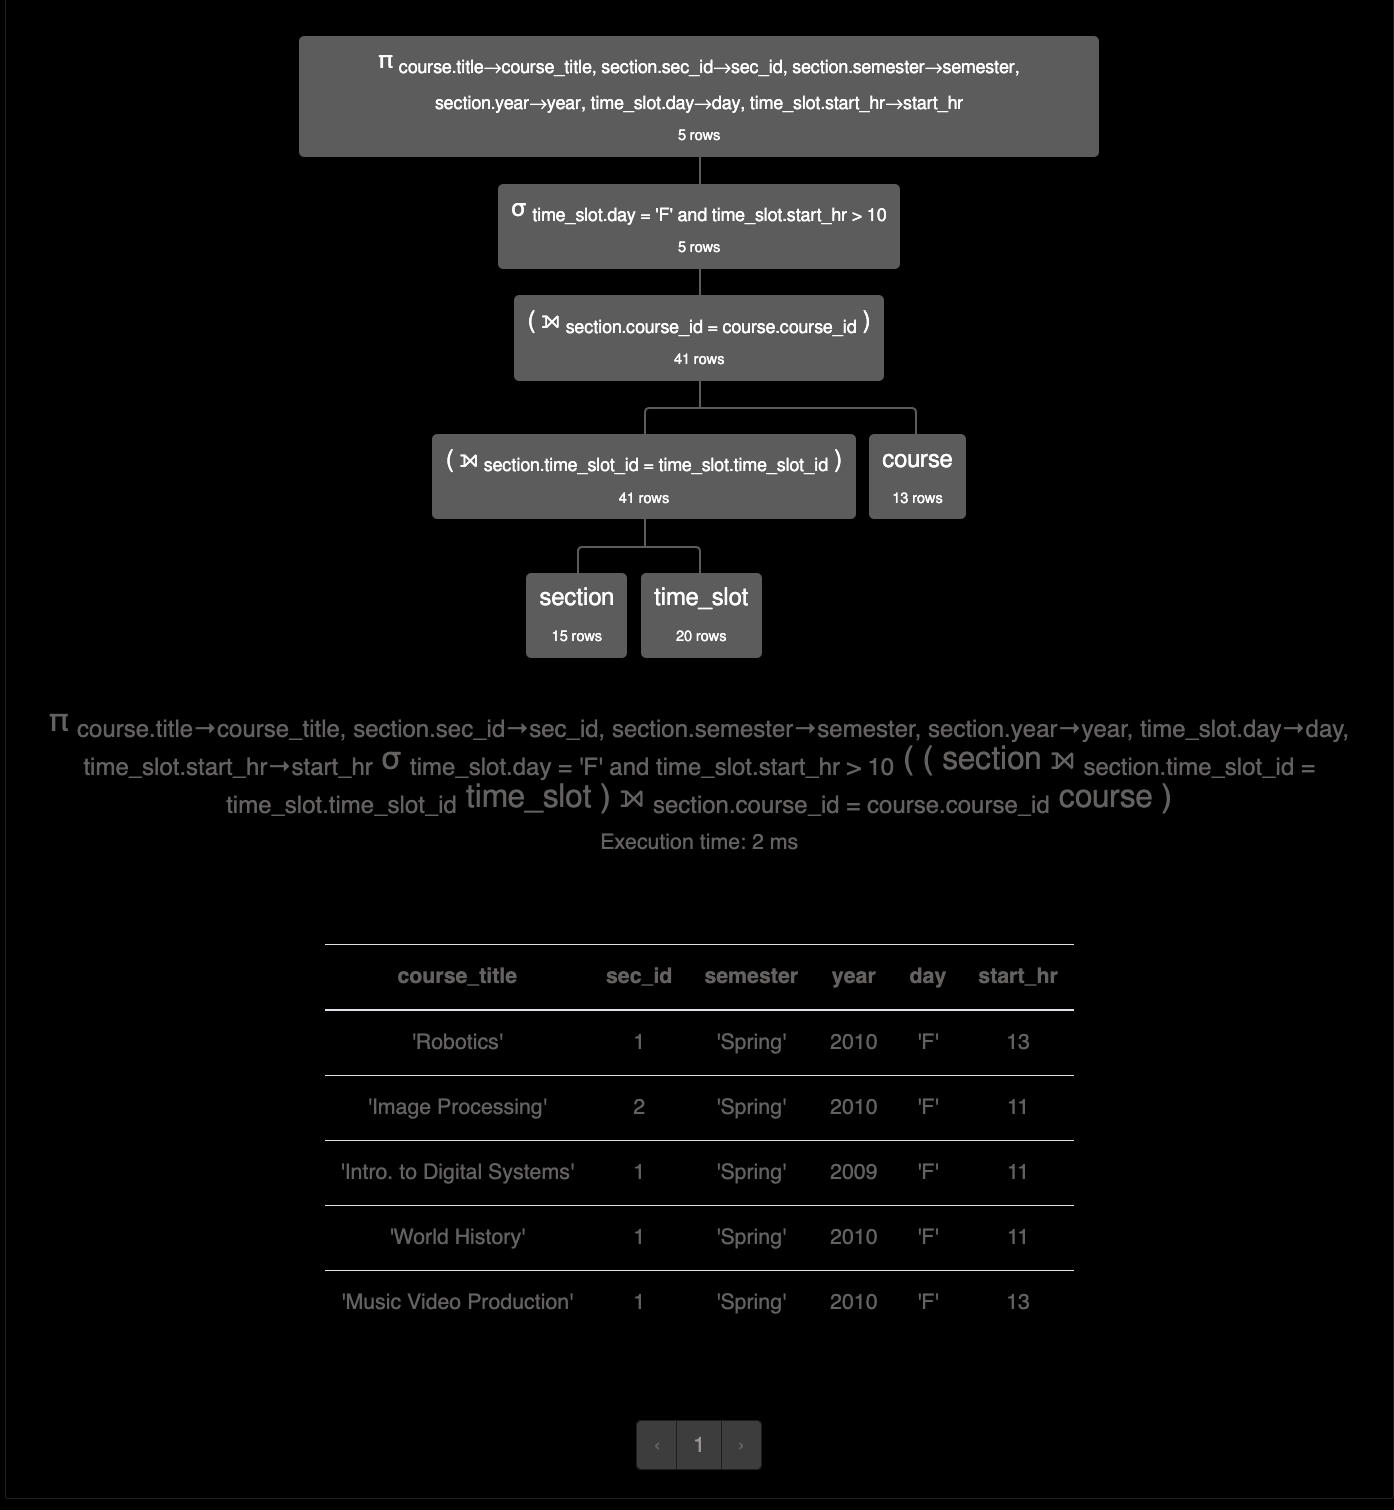 π course.title→course_title, section.sec_id→sec_id, section.semester→semester,
section.year→year, time_slot.day→day, time_slot.start_hr→start_hr
5 rows
σ time_slot.day = 'F' and time_slot.start_hr > 10
5 rows
( ⟕ section.course_id = course.course_id )
41 rows
( ⟕ section.time_slot_id = time_slot.time_slot_id )
41 rows
course
13 rows
section
15 rows
time_slot
20 rows
π course.title→course_title, section.sec_id→sec_id, section.semester→semester, section.year→year, time_slot.day→day,
time_slot.start_hr→start_hr σ time_slot.day = 'F' and time_slot.start_hr > 10 ( ( section ⟕ section.time_slot_id =
time_slot.time_slot_id time_slot ) ⟕ section.course_id = course.course_id course )
Execution time: 2 ms
course_title sec_id semester year day start_hr
'Robotics' 1 'Spring' 2010 'F' 13
'Image Processing' 2 'Spring' 2010 'F' 11
'Intro. to Digital Systems' 1 'Spring' 2009 'F' 11
'World History' 1 'Spring' 2010 'F' 11
'Music Video Production' 1 'Spring' 2010 'F' 13
‹ 1 ›